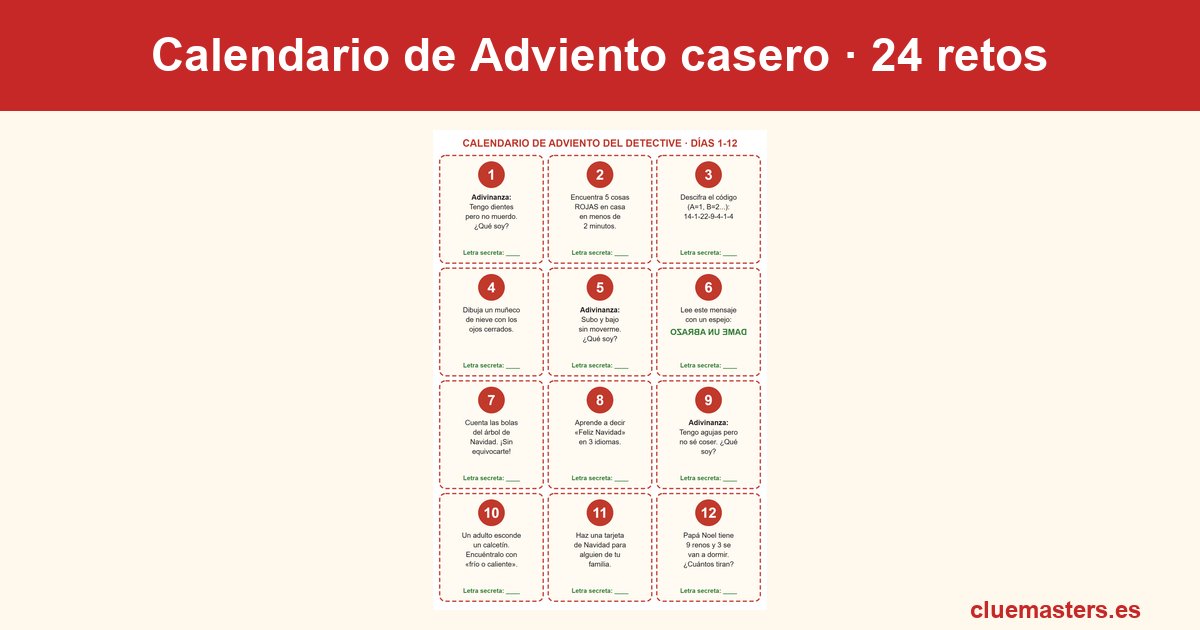 Calendario de Adviento casero · 24 retos
CALENDARIO DE ADVIENTO DEL DETECTIVE · DÍAS 1-12
1
Adivinanza:
Tengo dientes
pero no muerdo.
¿Qué soy?
Letra secreta: ____
2
Encuentra 5 cosas
ROJAS en casa
en menos de
2 minutos.
Letra secreta: ____
3
Descifra el código
(A=1, B=2...):
14-1-22-9-4-1-4
Letra secreta: ____
4
Dibuja un muñeco
de nieve con los
ojos cerrados.
Letra secreta: ____
5
Adivinanza:
Subo y bajo
sin moverme.
¿Qué soy?
Letra secreta: ____
6
Lee este mensaje
con un espejo:
DAME UN ABRAZO
Letra secreta: ____
7
Cuenta las bolas
del árbol de
Navidad. ¡Sin
equivocarte!
Letra secreta: ____
8
Aprende a decir
«Feliz Navidad»
en 3 idiomas.
Letra secreta: ____
9
Adivinanza:
Tengo agujas pero
no sé coser. ¿Qué
soy?
Letra secreta: ____
10
Un adulto esconde
un calcetín.
Encuéntralo con
«frío o caliente».
Letra secreta: ____
11
Haz una tarjeta
de Navidad para
alguien de tu
familia.
Letra secreta: ____
12
Papá Noel tiene
9 renos y 3 se
van a dormir.
¿Cuántos tiran?
Letra secreta: ____
cluemasters.es